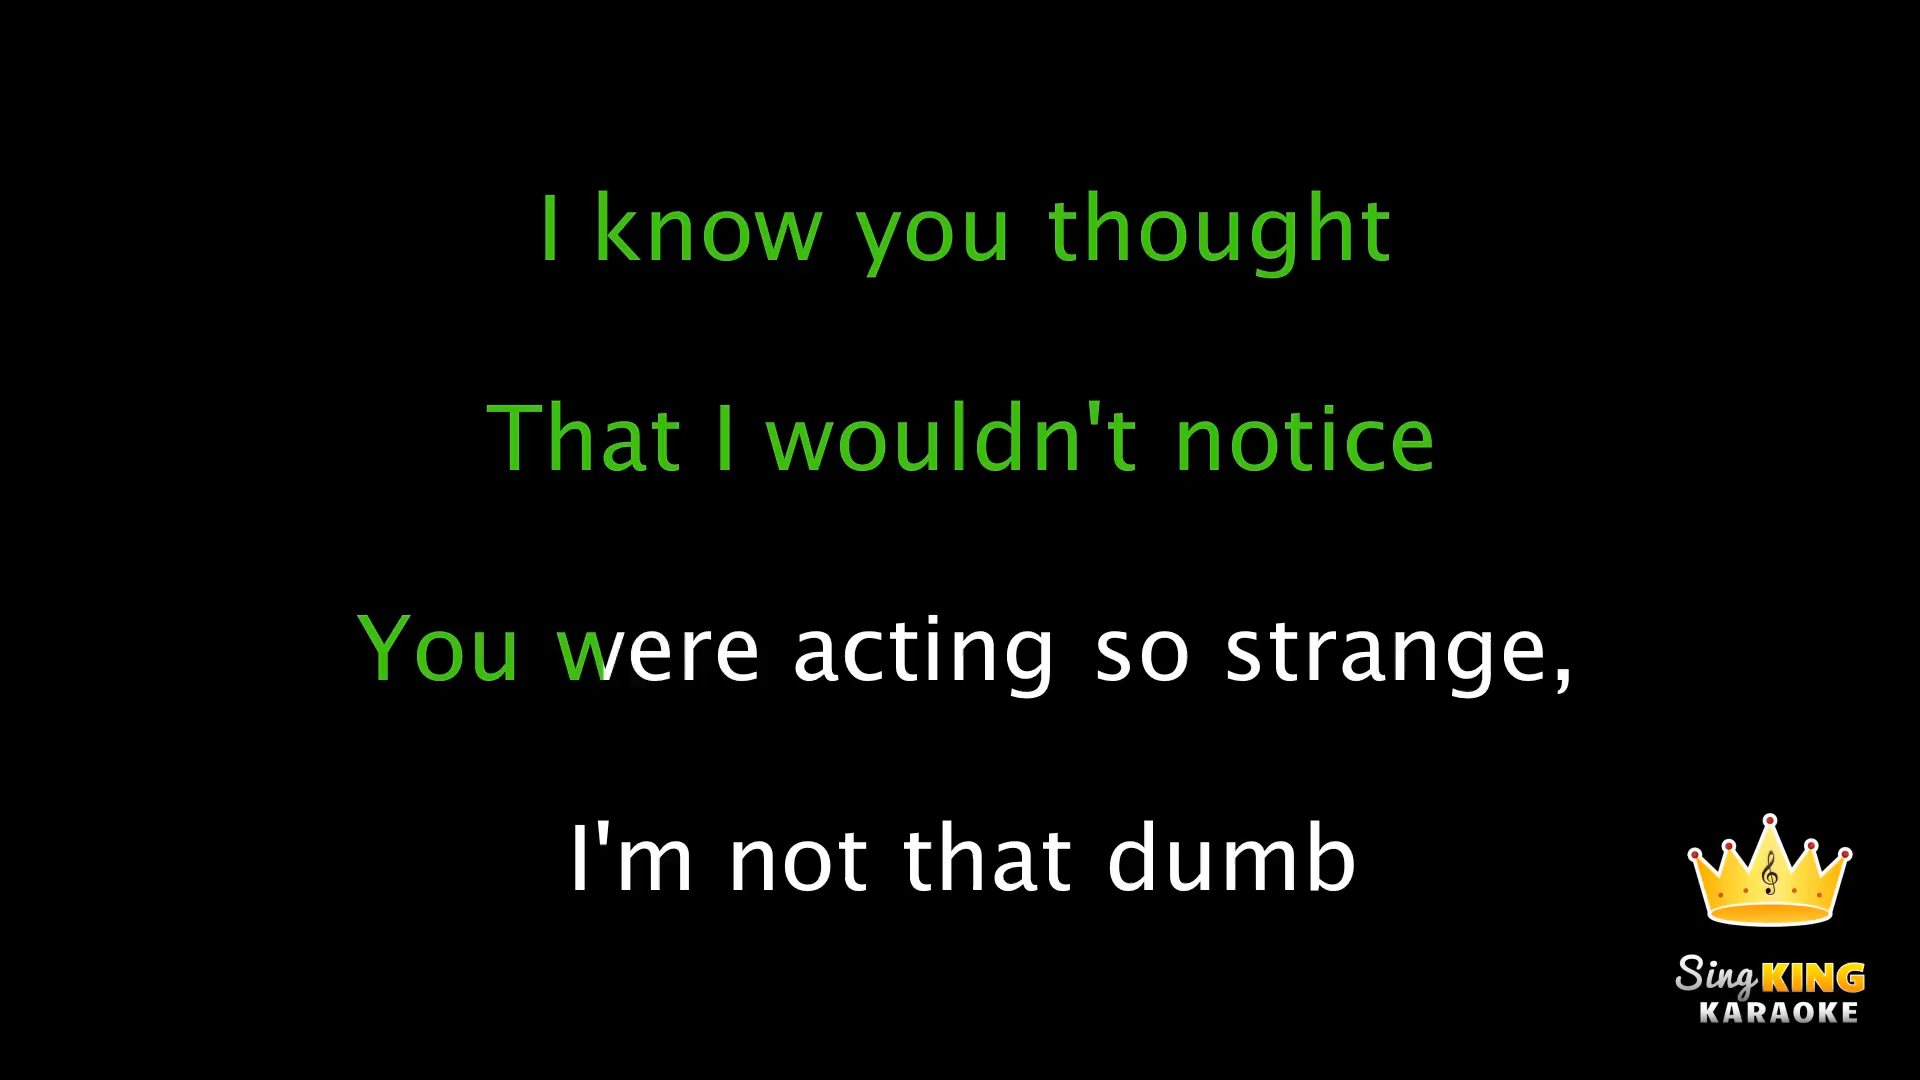 I know you thought
That I wouldn't notice
You were acting so strange,
I'm not that dumb
Sing KING
KARAOKE